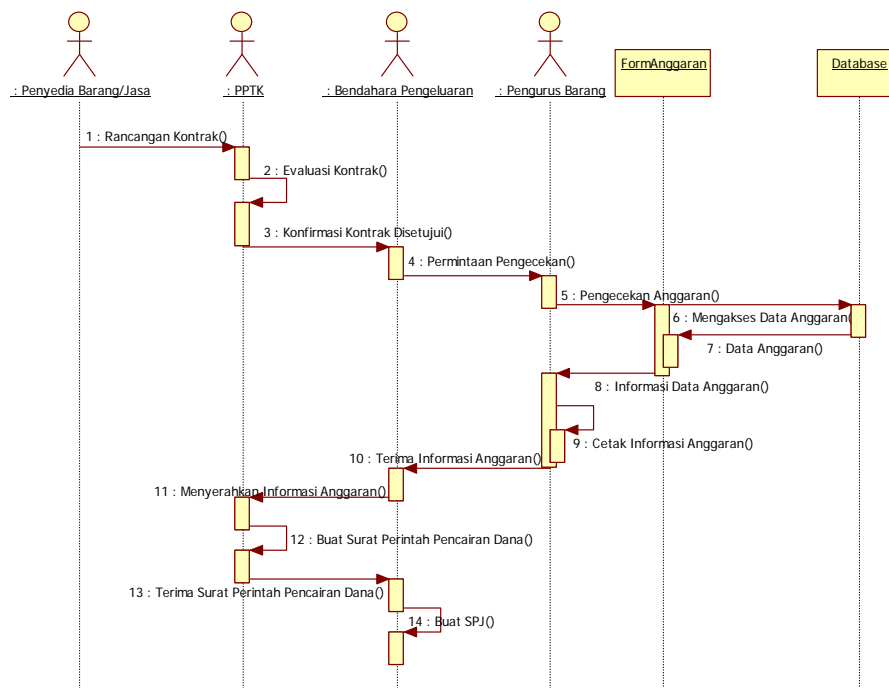 : Penyedia Barang/Jasa
: PPTK
: Bendahara Pengeluaran
: Pengurus Barang
FormAnggaran
Database
1 : Rancangan Kontrak()
2 : Evaluasi Kontrak()
3 : Konfirmasi Kontrak Disetujui()
4 : Permintaan Pengecekan()
5 : Pengecekan Anggaran()
6 : Mengakses Data Anggaran(
7 : Data Anggaran()
8 : Informasi Data Anggaran()
9 : Cetak Informasi Anggaran()
10 : Terima Informasi Anggaran()
11 : Menyerahkan Informasi Anggaran()
12 : Buat Surat Perintah Pencairan Dana()
13 : Terima Surat Perintah Pencairan Dana()
14 : Buat SPJ()